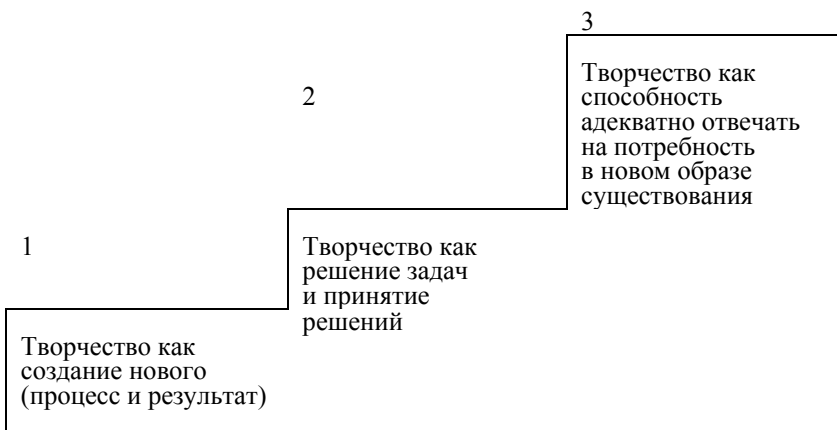 1
Творчество как
создание нового
(процесс и результат)
2
Творчество как
решение задач
и принятие
решений
3
Творчество как
способность
адекватно отвечать
на потребность
в новом образе
существования